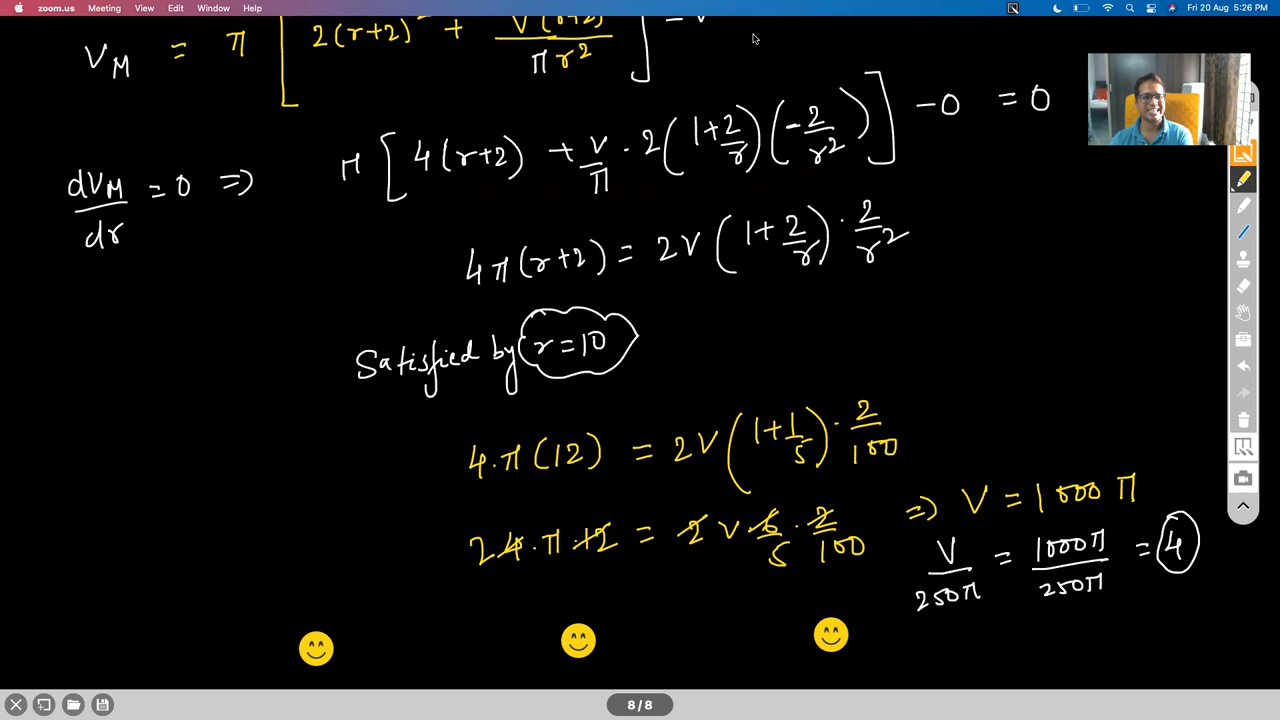 zoom.us Meeting View Edit Window Help Fri 20 Aug 5:26 PM
V_M = π [ 2(r+2)² + V(r+2)² / πr² ] − V
dV_M/dr = 0 ⇒ π [ 4(r+2) + V/π · 2(1+2/r)(−2/r²) ] −0 = 0
4π(r+2) = 2V(1+2/r) · 2/r²
Satisfied by r=10
4.π(12) = 2V(1+1/5) · 2/100
24.π.12 = 2V.6/5 · 2/100 ⇒ V = 1000π
V/250π = 1000π/250π = 4
8/8